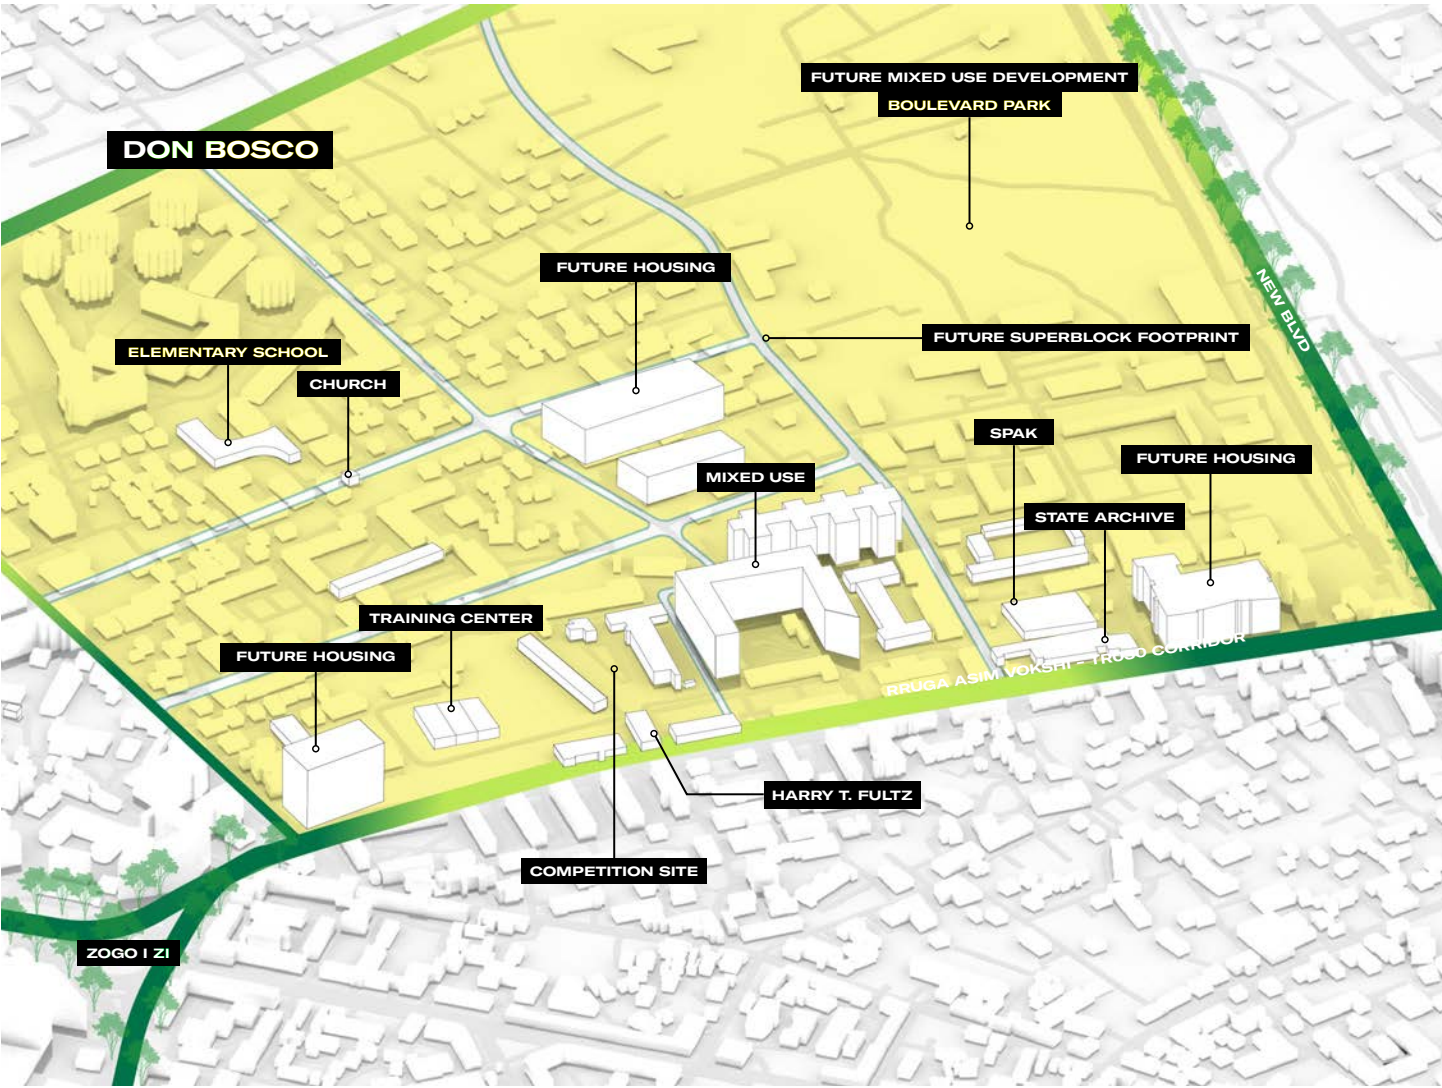 FUTURE MIXED USE DEVELOPMENT
BOULEVARD PARK
DON BOSCO
FUTURE HOUSING
NEW BLVD
FUTURE SUPERBLOCK FOOTPRINT
ELEMENTARY SCHOOL
CHURCH
SPAK
FUTURE HOUSING
MIXED USE
STATE ARCHIVE
TRAINING CENTER
FUTURE HOUSING
RRUGA ASIM VOKSHI - TR030 CORRIDOR
HARRY T. FULTZ
COMPETITION SITE
ZOGO I ZI